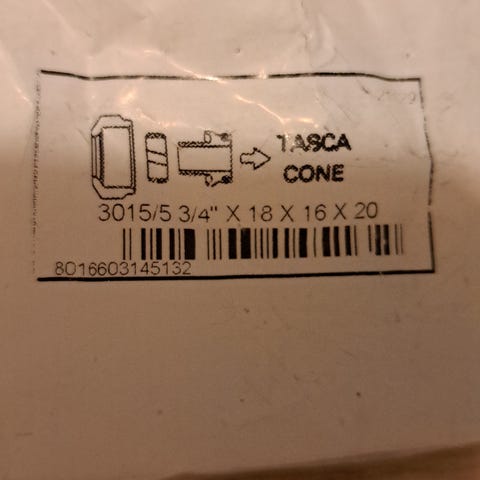 TASCA
CONE
3015/5 3/4" X 18 X 16 X 20
8016603145132